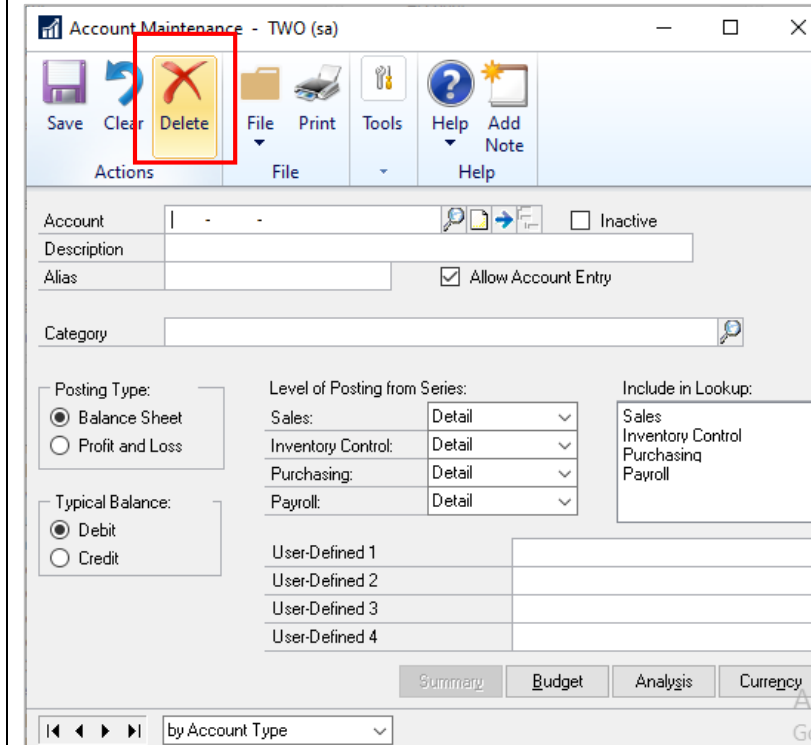 Account Maintenance - TWO (sa)
Save Clear Delete File Print Tools Help Add Note
Actions File Help
Account - - Inactive
Description
Alias Allow Account Entry
Category
Posting Type: Level of Posting from Series: Include in Lookup:
Balance Sheet Sales: Detail Sales
Profit and Loss Inventory Control: Detail Inventory Control
Purchasing: Detail Purchasing
Typical Balance: Payroll: Detail Payroll
Debit
Credit User-Defined 1
User-Defined 2
User-Defined 3
User-Defined 4
Summary Budget Analysis Currency
by Account Type